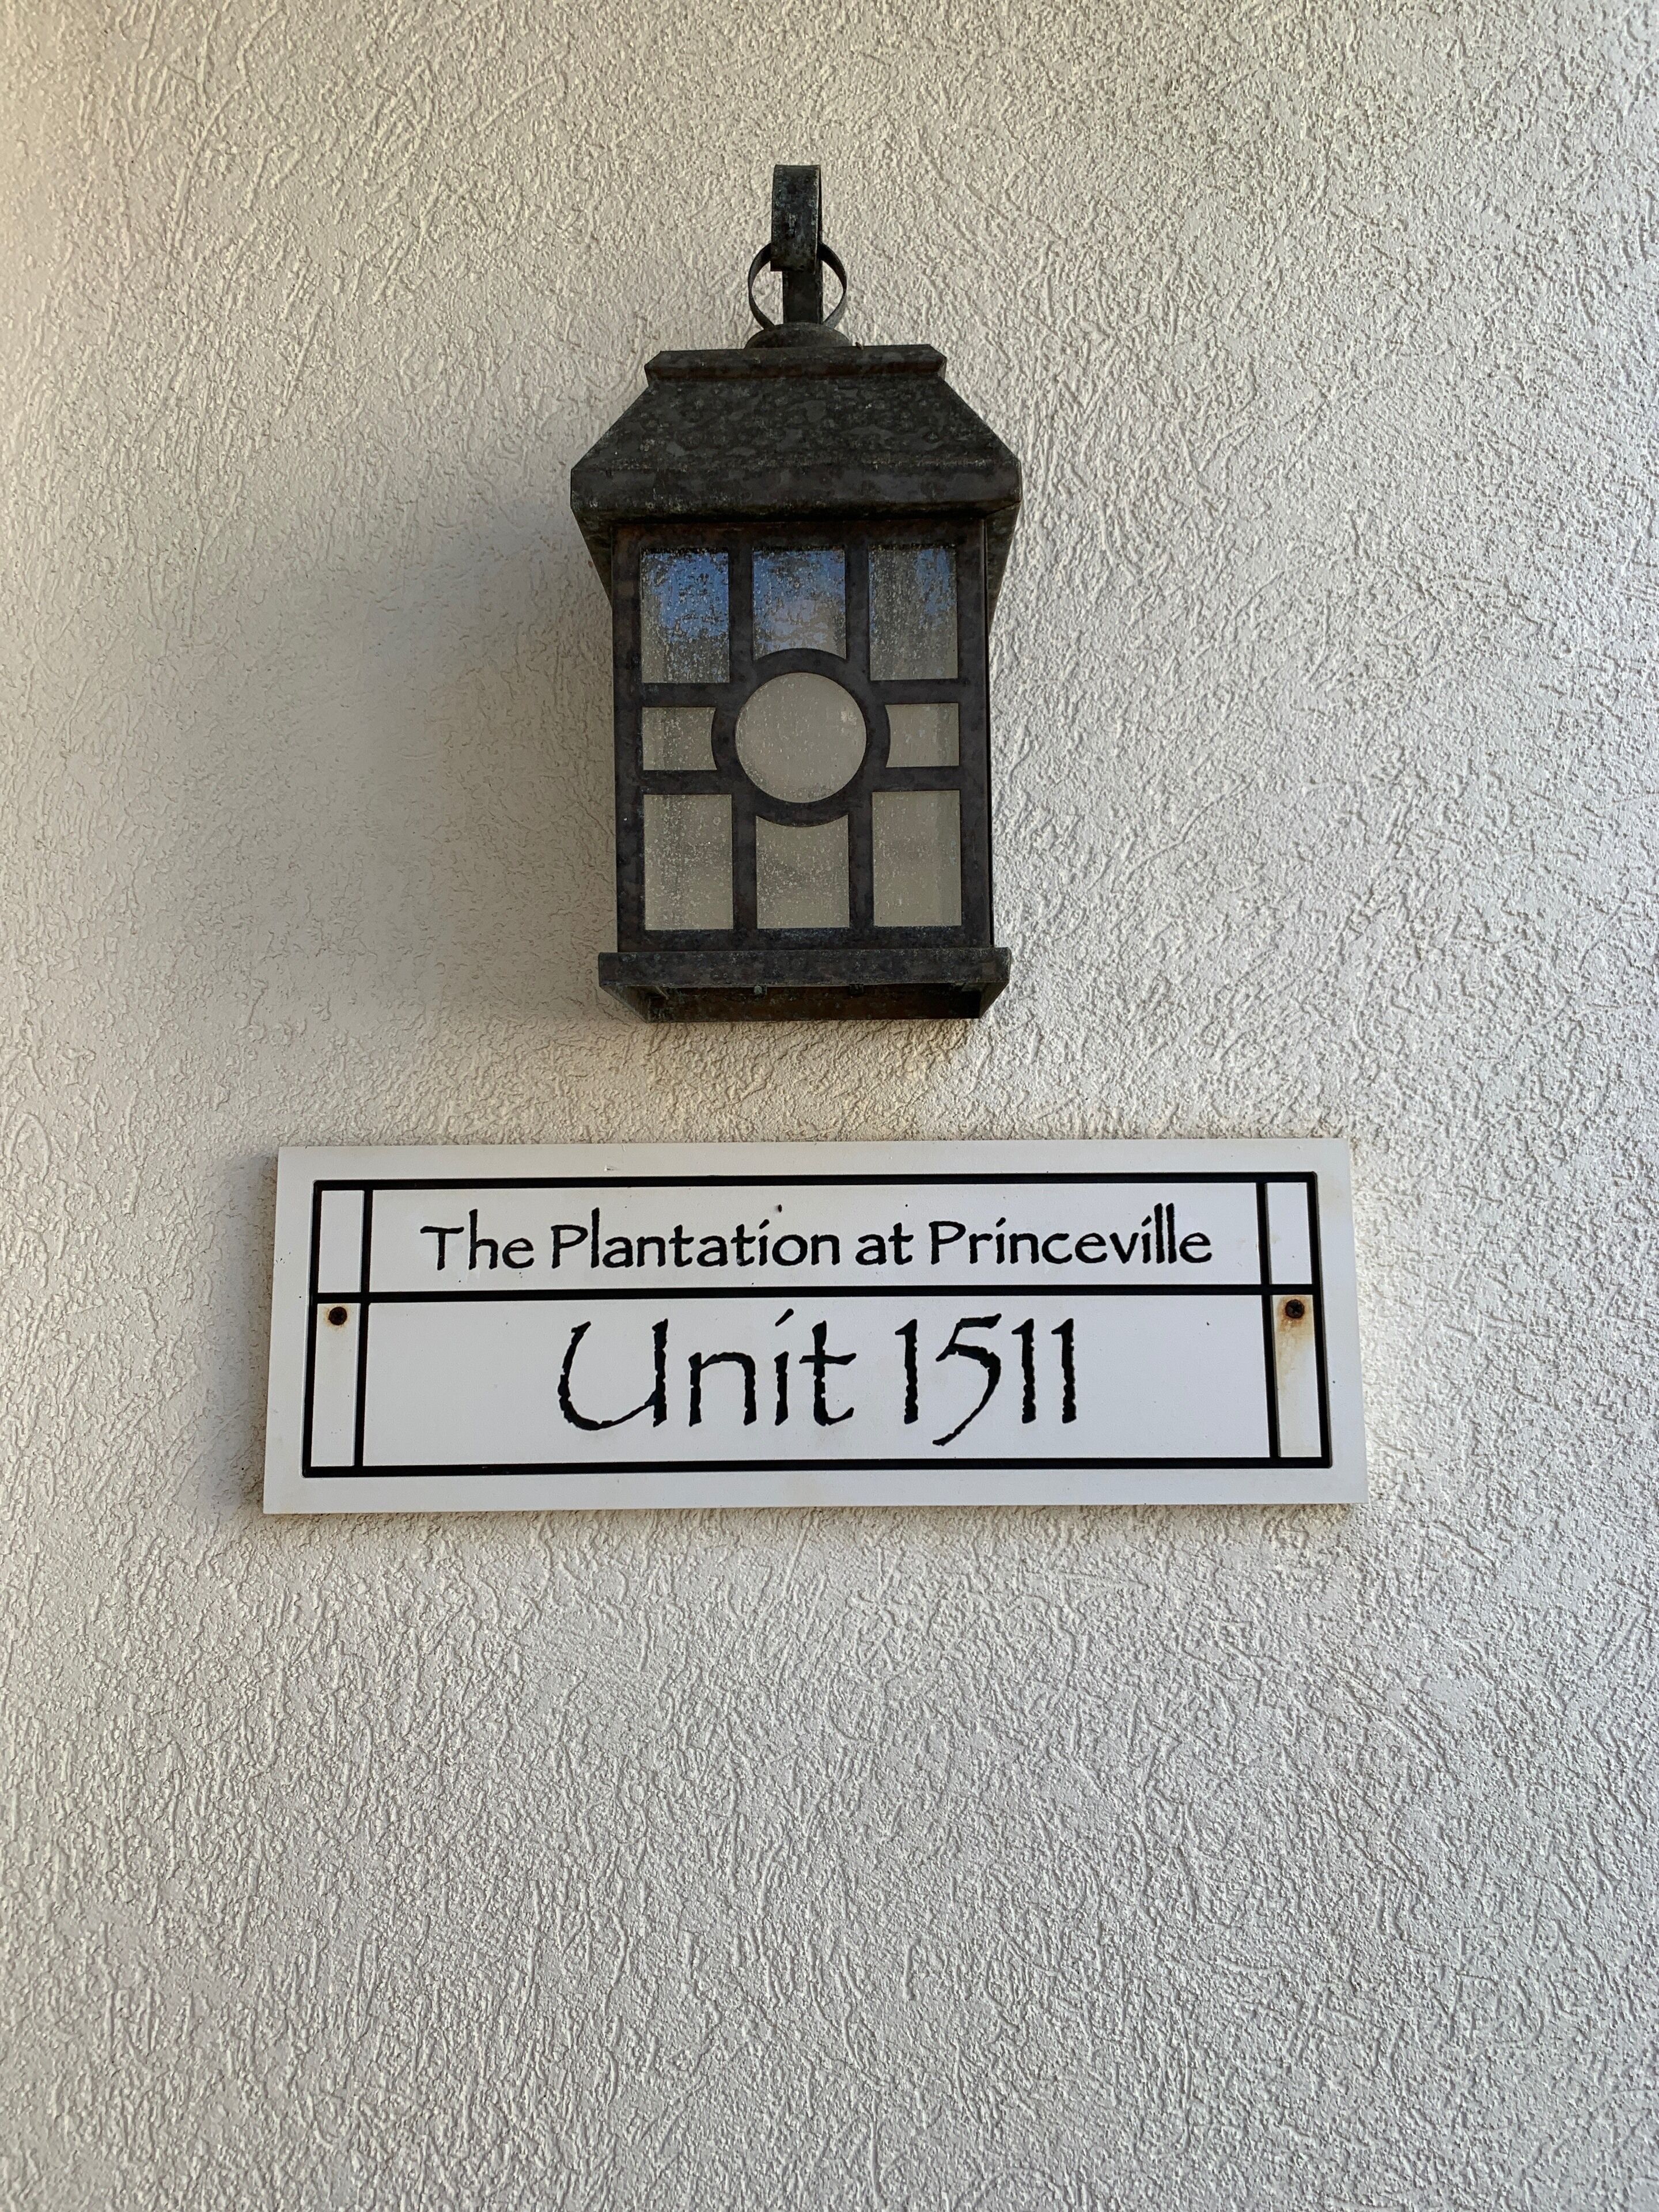 The Plantation at Princeville
Unit 1511